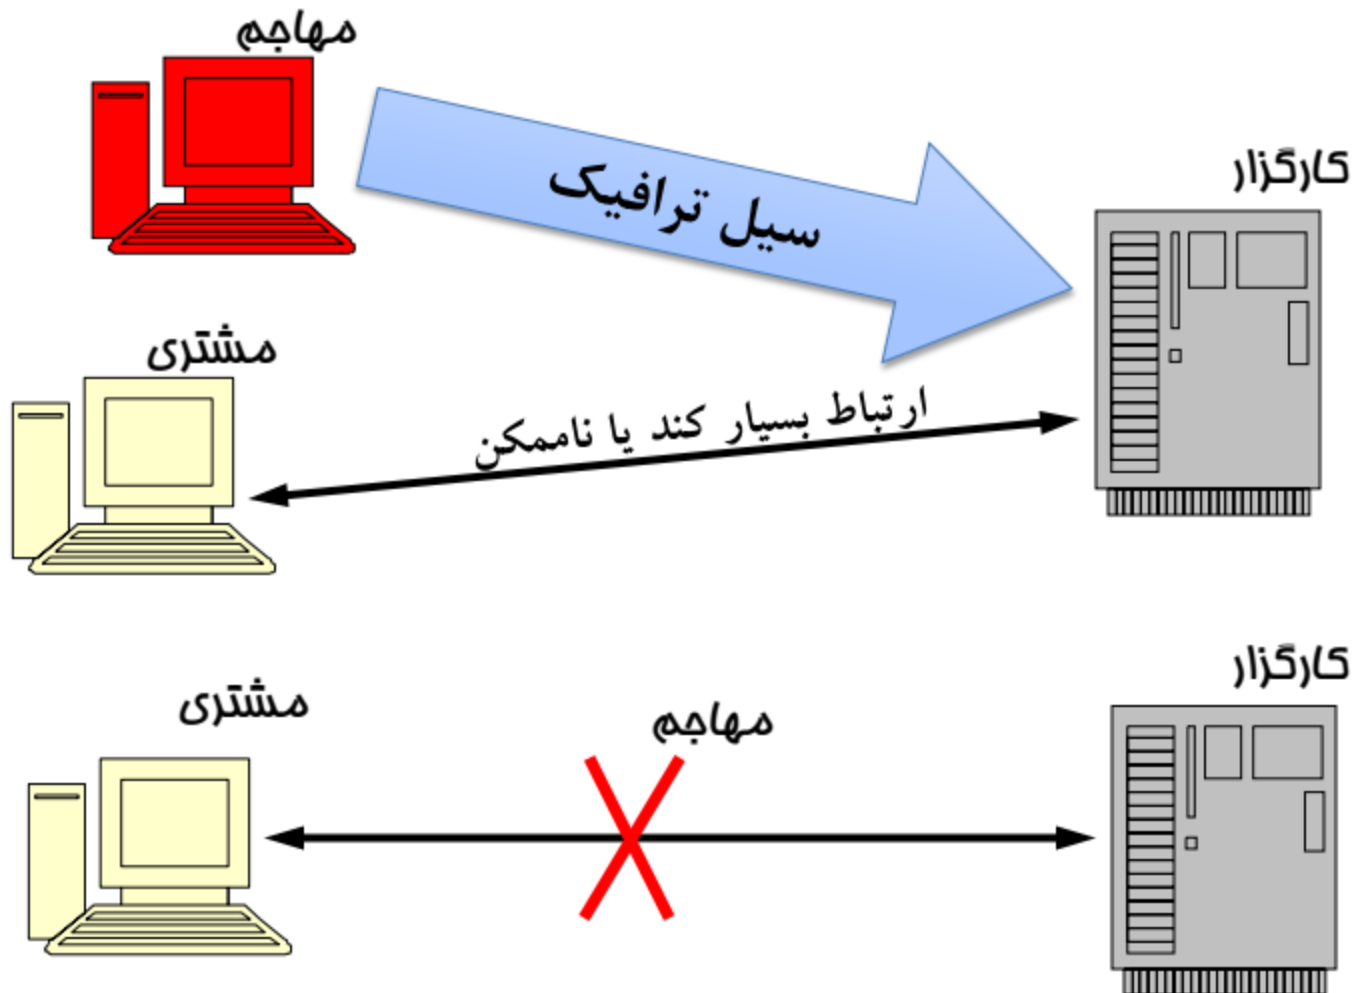 مهاجم
کارگزار
سیل ترافیک
مشتری
ارتباط بسیار کند یا ناممکن
کارگزار
مشتری
مهاجم